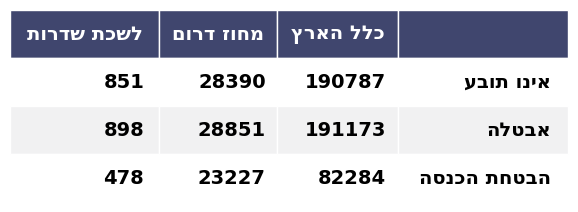 כלל הארץ מחוז דרום לשכת שדרות
אינו תובע 190787 28390 851
אבטלה 191173 28851 898
הבטחת הכנסה 82284 23227 478